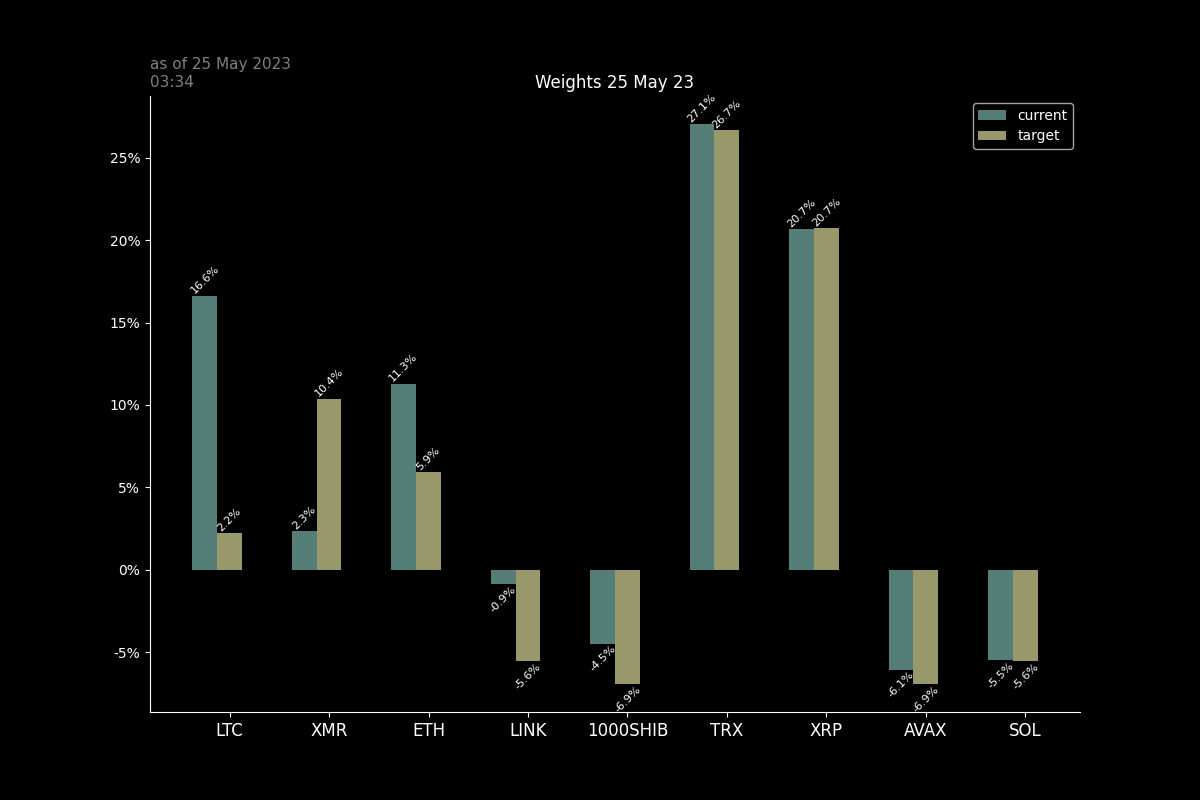 as of 25 May 2023
03:34
Weights 25 May 23
current
target
25%
20%
15%
10%
5%
0%
-5%
16.6%
2.2%
2.3%
10.4%
11.3%
5.9%
-0.9%
-5.6%
-4.5%
-6.9%
27.1%
26.7%
20.7%
20.7%
-6.1%
-6.9%
-5.5%
-5.6%
LTC
XMR
ETH
LINK
1000SHIB
TRX
XRP
AVAX
SOL